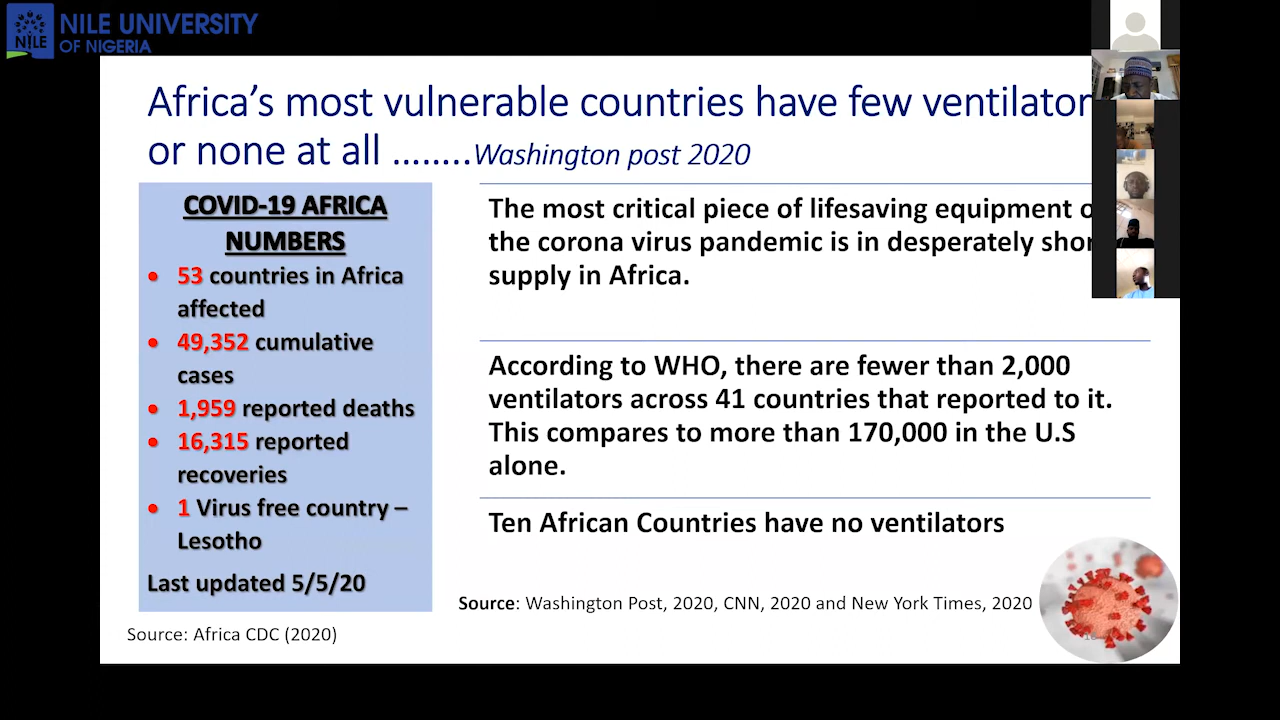 NILE UNIVERSITY
OF NIGERIA
NILE
Africa's most vulnerable countries have few ventilator
or none at all ........Washington post 2020
COVID-19 AFRICA
NUMBERS
• 53 countries in Africa
affected
• 49,352 cumulative
cases
• 1,959 reported deaths
• 16,315 reported
recoveries
• 1 Virus free country –
Lesotho
Last updated 5/5/20
Source: Africa CDC (2020)
The most critical piece of lifesaving equipment
the corona virus pandemic is in desperately
supply in Africa.
According to WHO, there are fewer than 2,000
ventilators across 41 countries that reported to it.
This compares to more than 170,000 in the U.S
alone.
Ten African Countries have no ventilators
Source: Washington Post, 2020, CNN, 2020 and New York Times, 2020